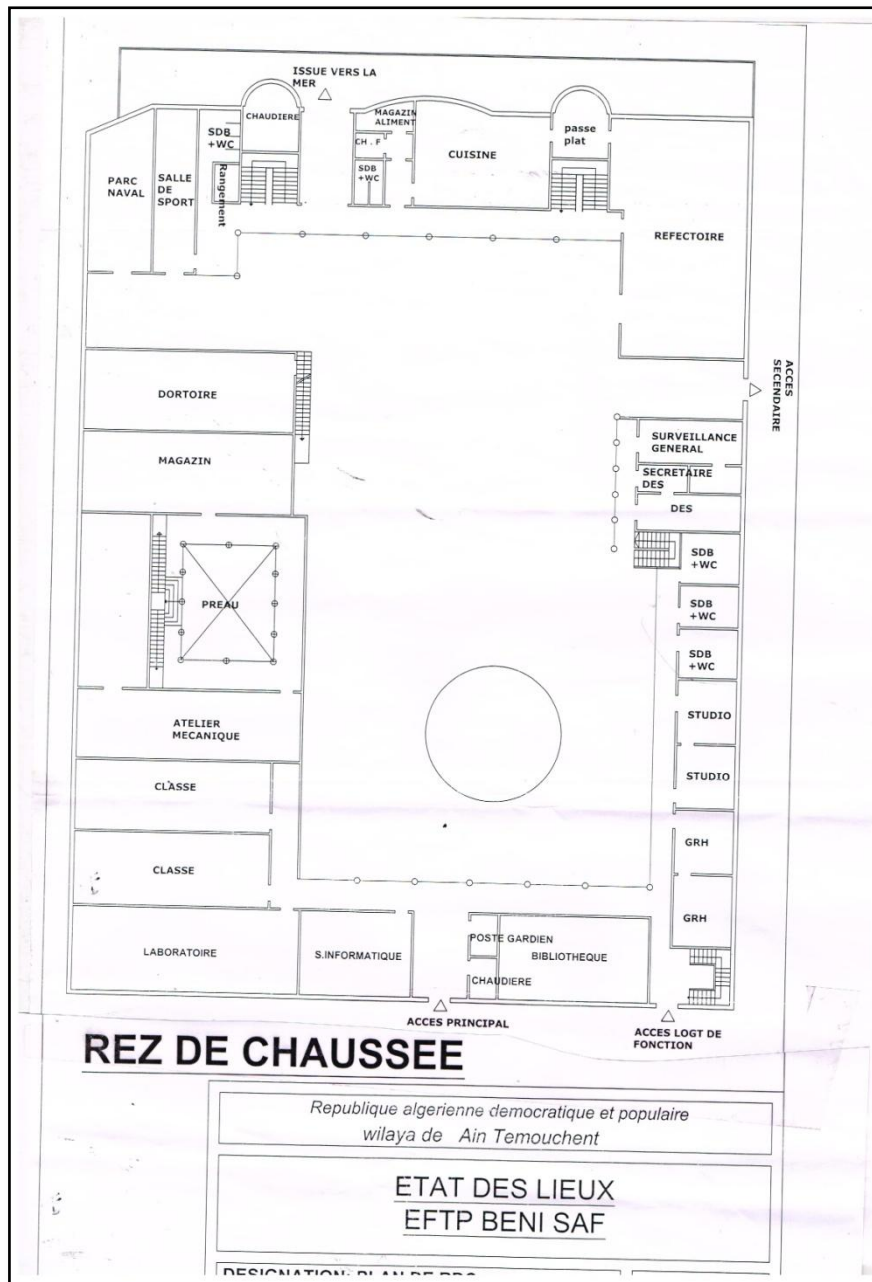 ISSUE VERS LA
MER
CHAUDIERE
MAGAZIN
ALIMENT
SDB
+WC
CH . F
CUISINE
passe
plat
PARC
NAVAL
SALLE
DE
SPORT
Rangement
SDB
+WC
REFECTOIRE
ACCES
SECENDAIRE
DORTOIRE
SURVEILLANCE
GENERAL
MAGAZIN
SECRETAIRE
DES
DES
SDB
+WC
PREAU
SDB
+WC
SDB
+WC
STUDIO
ATELIER
MECANIQUE
STUDIO
CLASSE
GRH
CLASSE
GRH
LABORATOIRE
S.INFORMATIQUE
POSTE GARDIEN
BIBLIOTHEQUE
CHAUDIERE
ACCES PRINCIPAL
ACCES LOGT DE
FONCTION
REZ DE CHAUSSEE
Republique algerienne democratique et populaire
wilaya de Ain Temouchent
ETAT DES LIEUX
EFTP BENI SAF
DESIGNATION: PLAN DE RDC